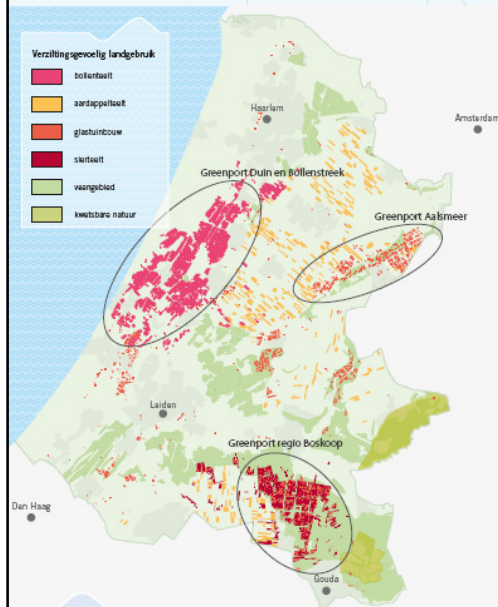 Verziltingsgevoelig landgebruik
bollenteelt
aardappelteelt
glastuinbouw
sierteelt
veengebied
kwetsbare natuur
Haarlem
Amsterdam
Greenport Duin en Bollenstreek
Greenport Aalsmeer
Leiden
Greenport regio Boskoop
Den Haag
Gouda